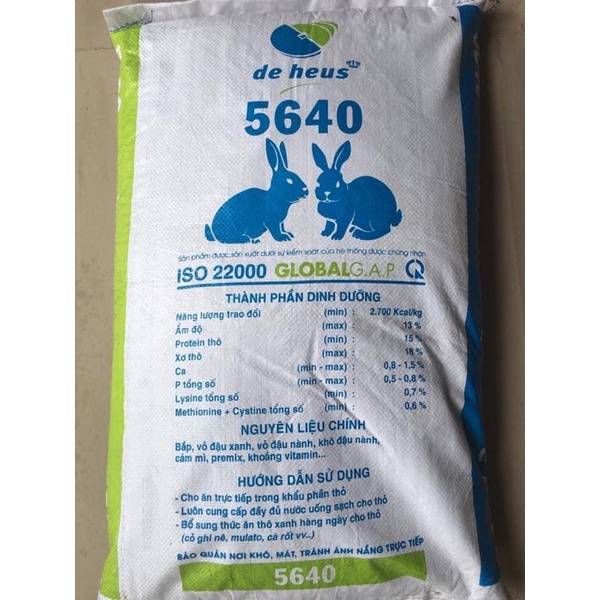 de heus
5640
Sản phẩm được sản xuất dưới sự kiểm soát của hệ thống được chứng nhận
ISO 22000 GLOBALG.A.P.
THÀNH PHẦN DINH DƯỠNG
Năng lượng trao đổi (min) : 2.700 Kcal/kg
Ẩm độ (max) : 13 %
Protein thô (min) : 15 %
Xơ thô (max) : 18 %
Ca (min - max) : 0,8 - 1,5 %
P tổng số (min - max) : 0,5 - 0,8 %
Lysine tổng số (min) : 0,7 %
Methionine + Cystine tổng số (min) : 0,6 %
NGUYÊN LIỆU CHÍNH
Bắp, vỏ đậu xanh, vỏ đậu nành, khô đậu nành,
cám mì, premix, khoáng vitamin...
HƯỚNG DẪN SỬ DỤNG
- Cho ăn trực tiếp trong khẩu phần thỏ
- Luôn cung cấp đầy đủ nước uống sạch cho thỏ
- Bổ sung thức ăn thô xanh hàng ngày cho thỏ
(cỏ ghi nê, mulato, cà rốt vv..)
BẢO QUẢN NƠI KHÔ, MÁT, TRÁNH ÁNH NẮNG TRỰC TIẾP
5640